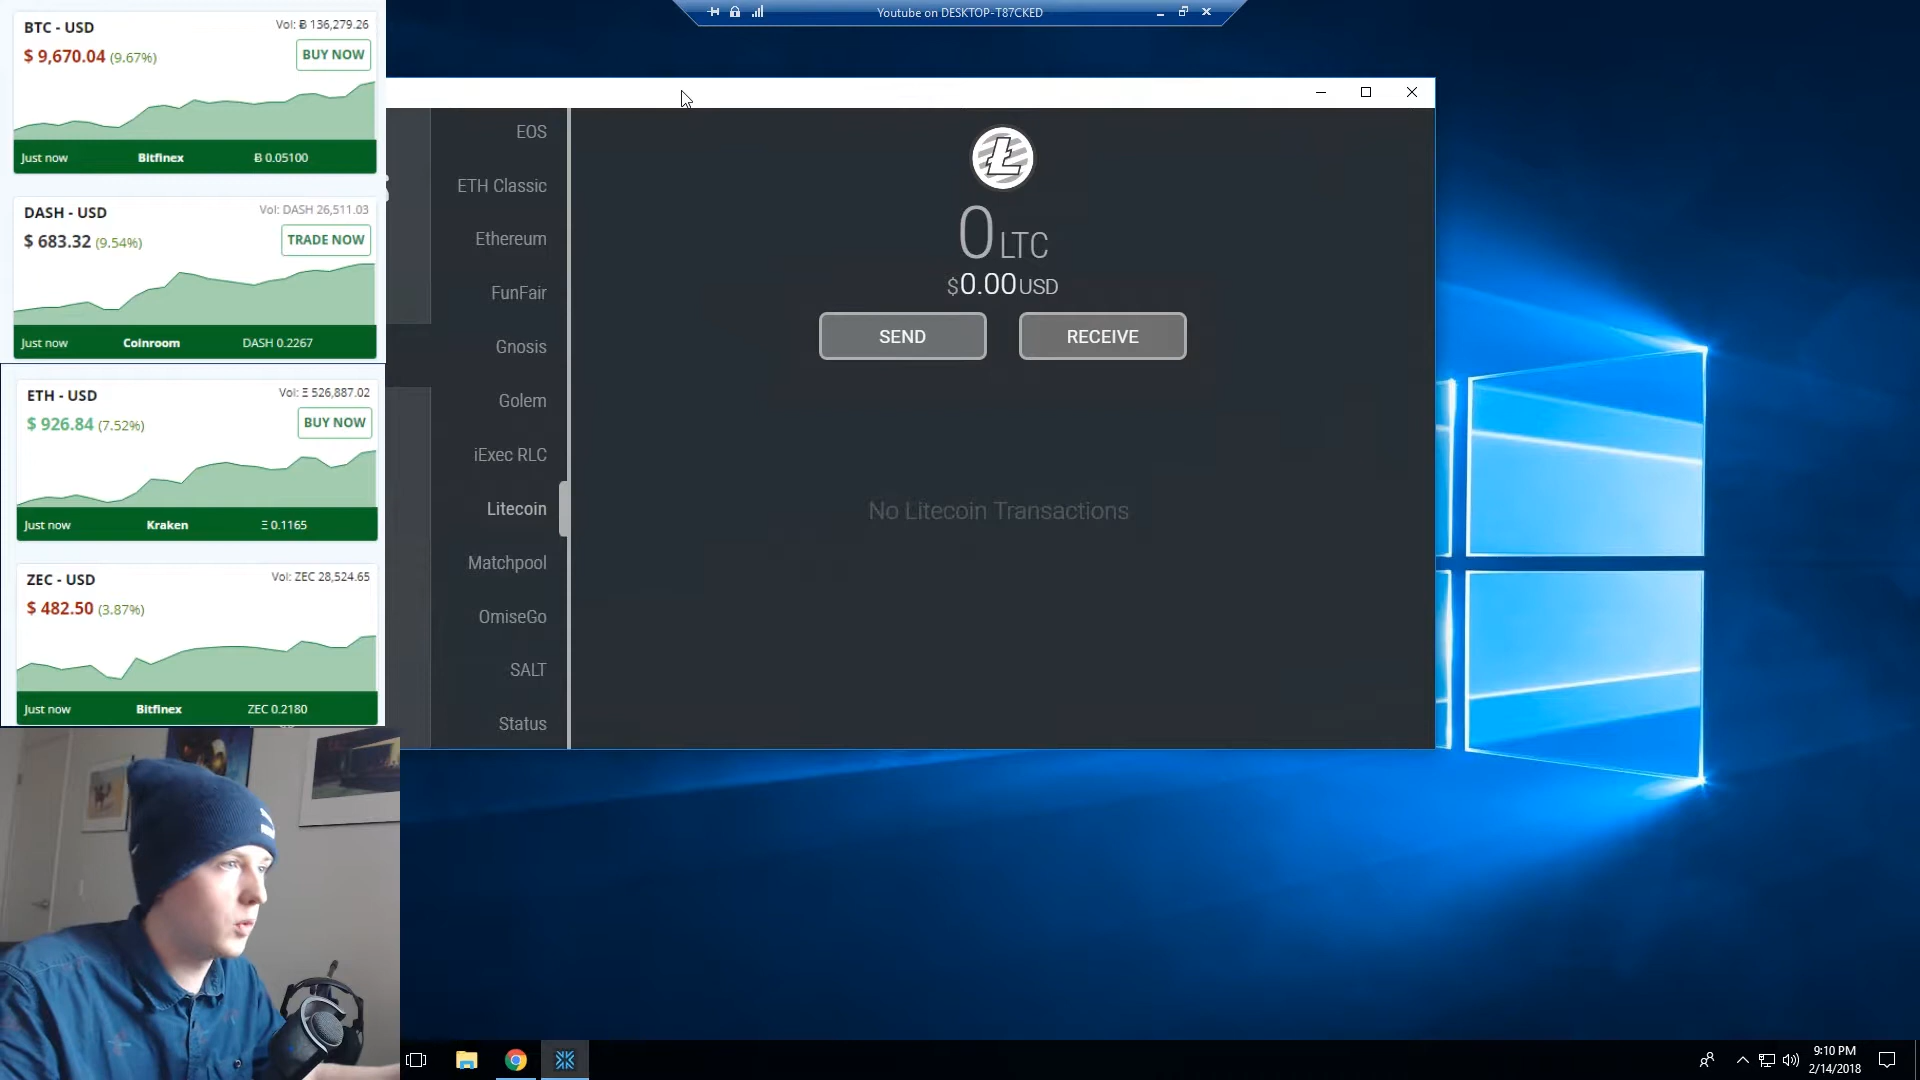 Youtube on DESKTOP-T87CKED
BTC - USD
Vol: Ƀ 136,279.26
$ 9,670.04 (9.67%)
BUY NOW
Just now Bitfinex Ƀ 0.05100
DASH - USD
Vol: DASH 26,511.03
$ 683.32 (9.54%)
TRADE NOW
Just now Coinroom DASH 0.2267
ETH - USD
Vol: Ξ 526,887.02
$ 926.84 (7.52%)
BUY NOW
Just now Kraken Ξ 0.1165
ZEC - USD
Vol: ZEC 28,524.65
$ 482.50 (3.87%)
Just now Bitfinex ZEC 0.2180
EOS
ETH Classic
Ethereum
FunFair
Gnosis
Golem
iExec RLC
Litecoin
Matchpool
OmiseGo
SALT
Status
0 LTC
$0.00 USD
SEND
RECEIVE
No Litecoin Transactions
9:10 PM
2/14/2018